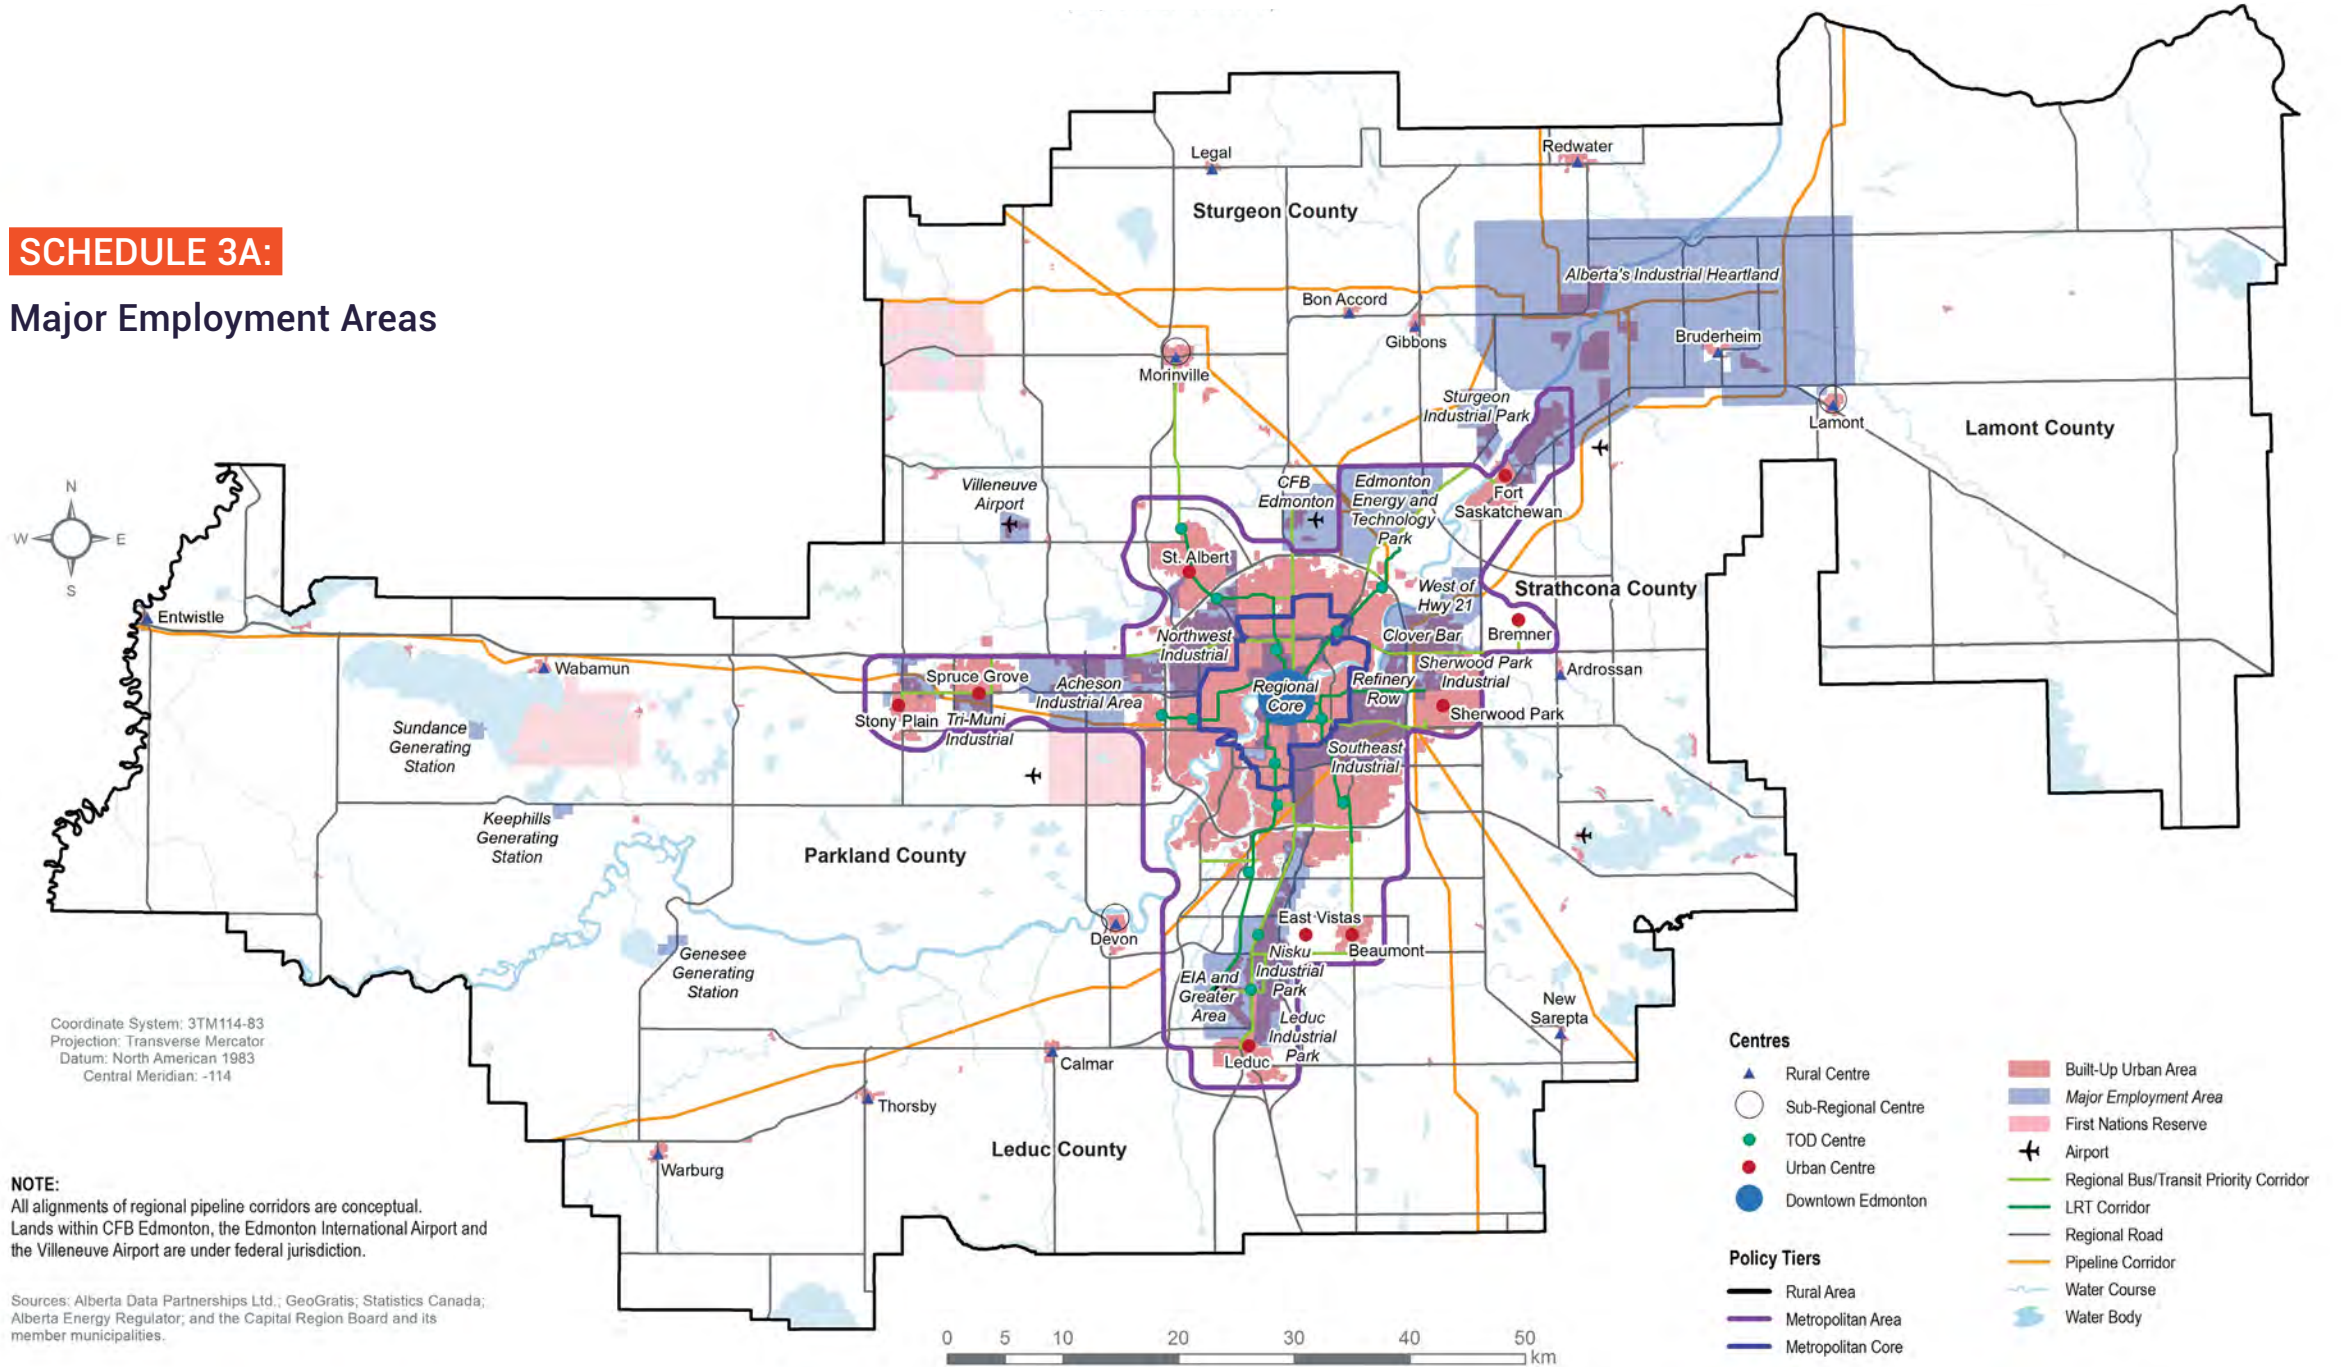 SCHEDULE 3A:
Major Employment Areas
Legal
Redwater
Sturgeon County
Alberta's Industrial Heartland
Bon Accord
Gibbons
Bruderheim
Morinville
Sturgeon
Industrial Park
Lamont
Lamont County
N
W
E
S
Villeneuve
Airport
CFB
Edmonton
Edmonton
Energy and
Technology
Park
Fort
Saskatchewan
St. Albert
West of
Hwy 21
Strathcona County
Entwistle
Northwest
Industrial
Clover Bar
Bremner
Wabamun
Spruce Grove
Acheson
Industrial Area
Regional
Core
Refinery
Row
Sherwood Park
Industrial
Ardrossan
Stony Plain
Tri-Muni
Industrial
Sherwood Park
Sundance
Generating
Station
Southeast
Industrial
Keephills
Generating
Station
Parkland County
Devon
East Vistas
Beaumont
Genesee
Generating
Station
Nisku
Industrial
Park
EIA and
Greater
Area
Leduc
Industrial
Park
New
Sarepta
Leduc
Calmar
Thorsby
Warburg
Leduc County
Coordinate System: 3TM114-83
Projection: Transverse Mercator
Datum: North American 1983
Central Meridian: -114
NOTE:
All alignments of regional pipeline corridors are conceptual.
Lands within CFB Edmonton, the Edmonton International Airport and
the Villeneuve Airport are under federal jurisdiction.
Sources: Alberta Data Partnerships Ltd.; GeoGratis; Statistics Canada;
Alberta Energy Regulator; and the Capital Region Board and its
member municipalities.
0 5 10 20 30 40 50
km
Centres
Rural Centre
Sub-Regional Centre
TOD Centre
Urban Centre
Downtown Edmonton
Policy Tiers
Rural Area
Metropolitan Area
Metropolitan Core
Built-Up Urban Area
Major Employment Area
First Nations Reserve
Airport
Regional Bus/Transit Priority Corridor
LRT Corridor
Regional Road
Pipeline Corridor
Water Course
Water Body